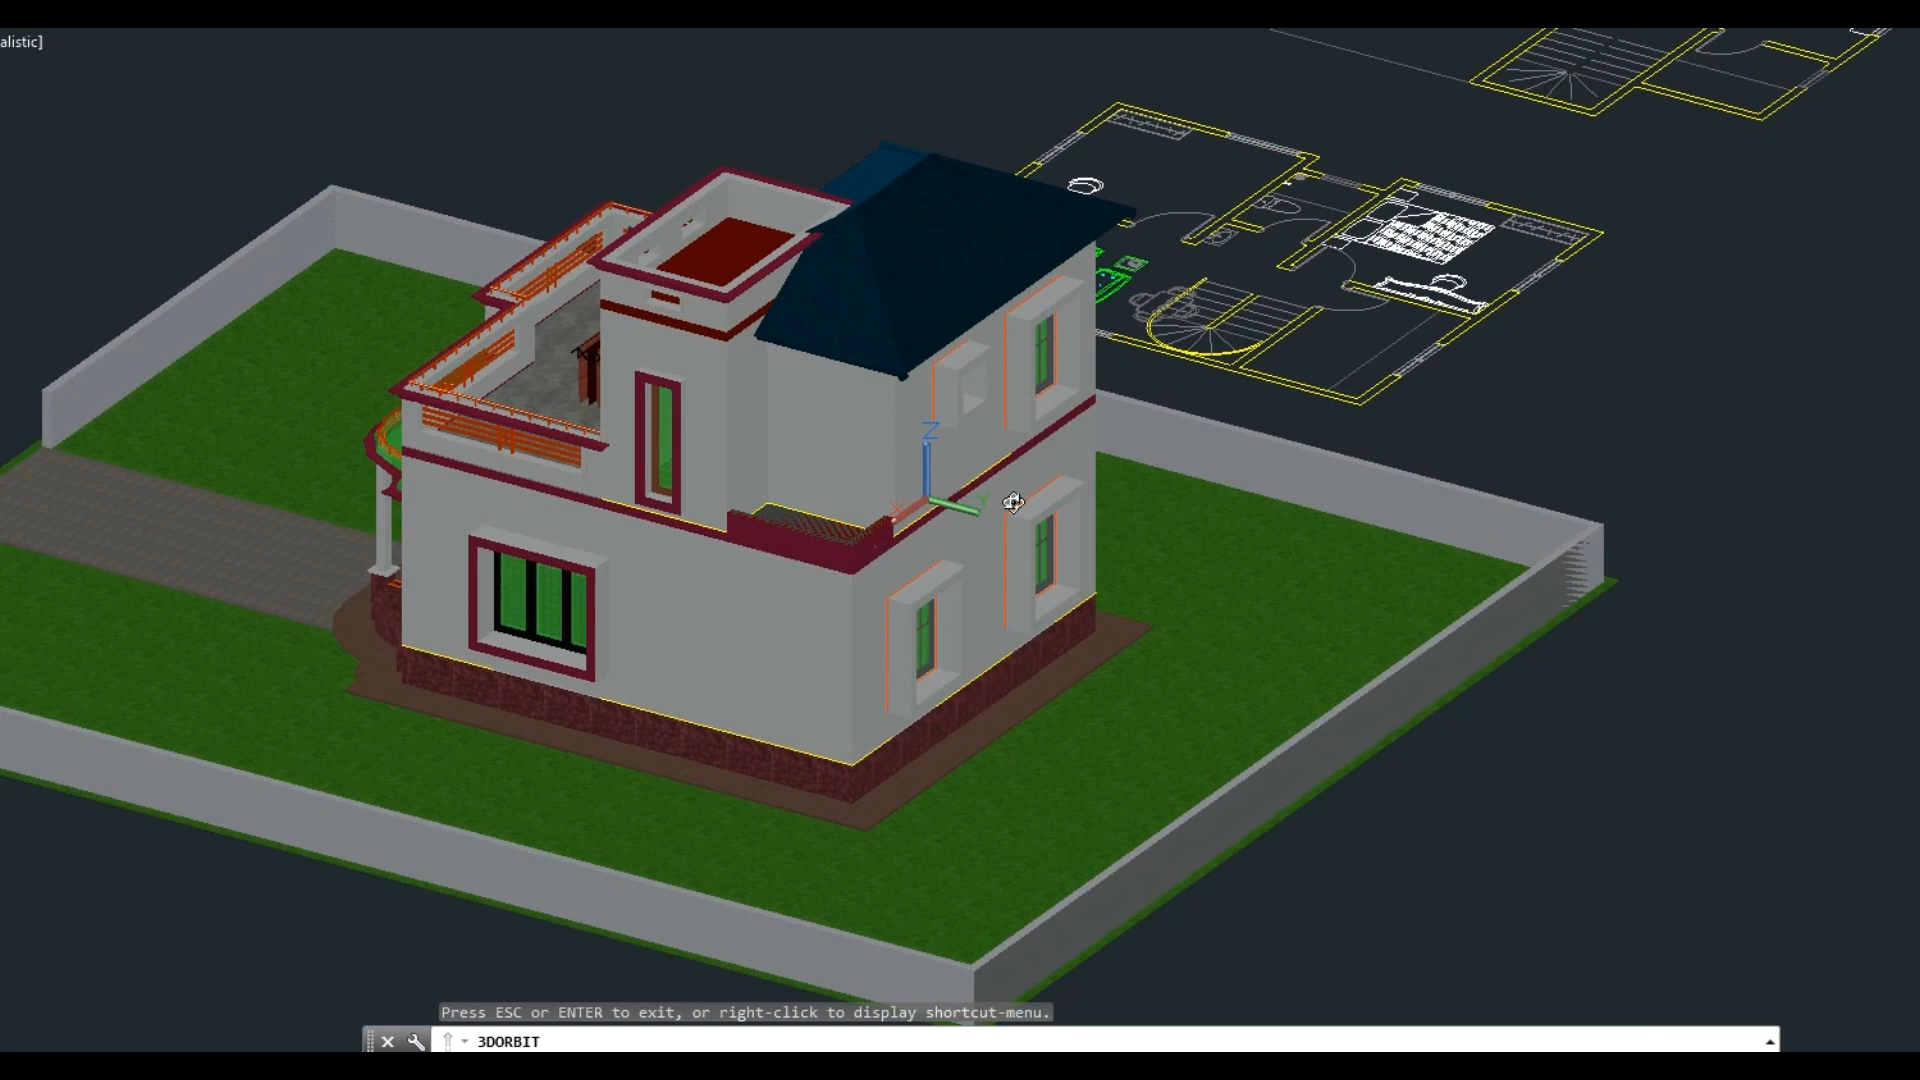 alistic]
Z
X
Y
Press ESC or ENTER to exit, or right-click to display shortcut-menu.
3DORBIT